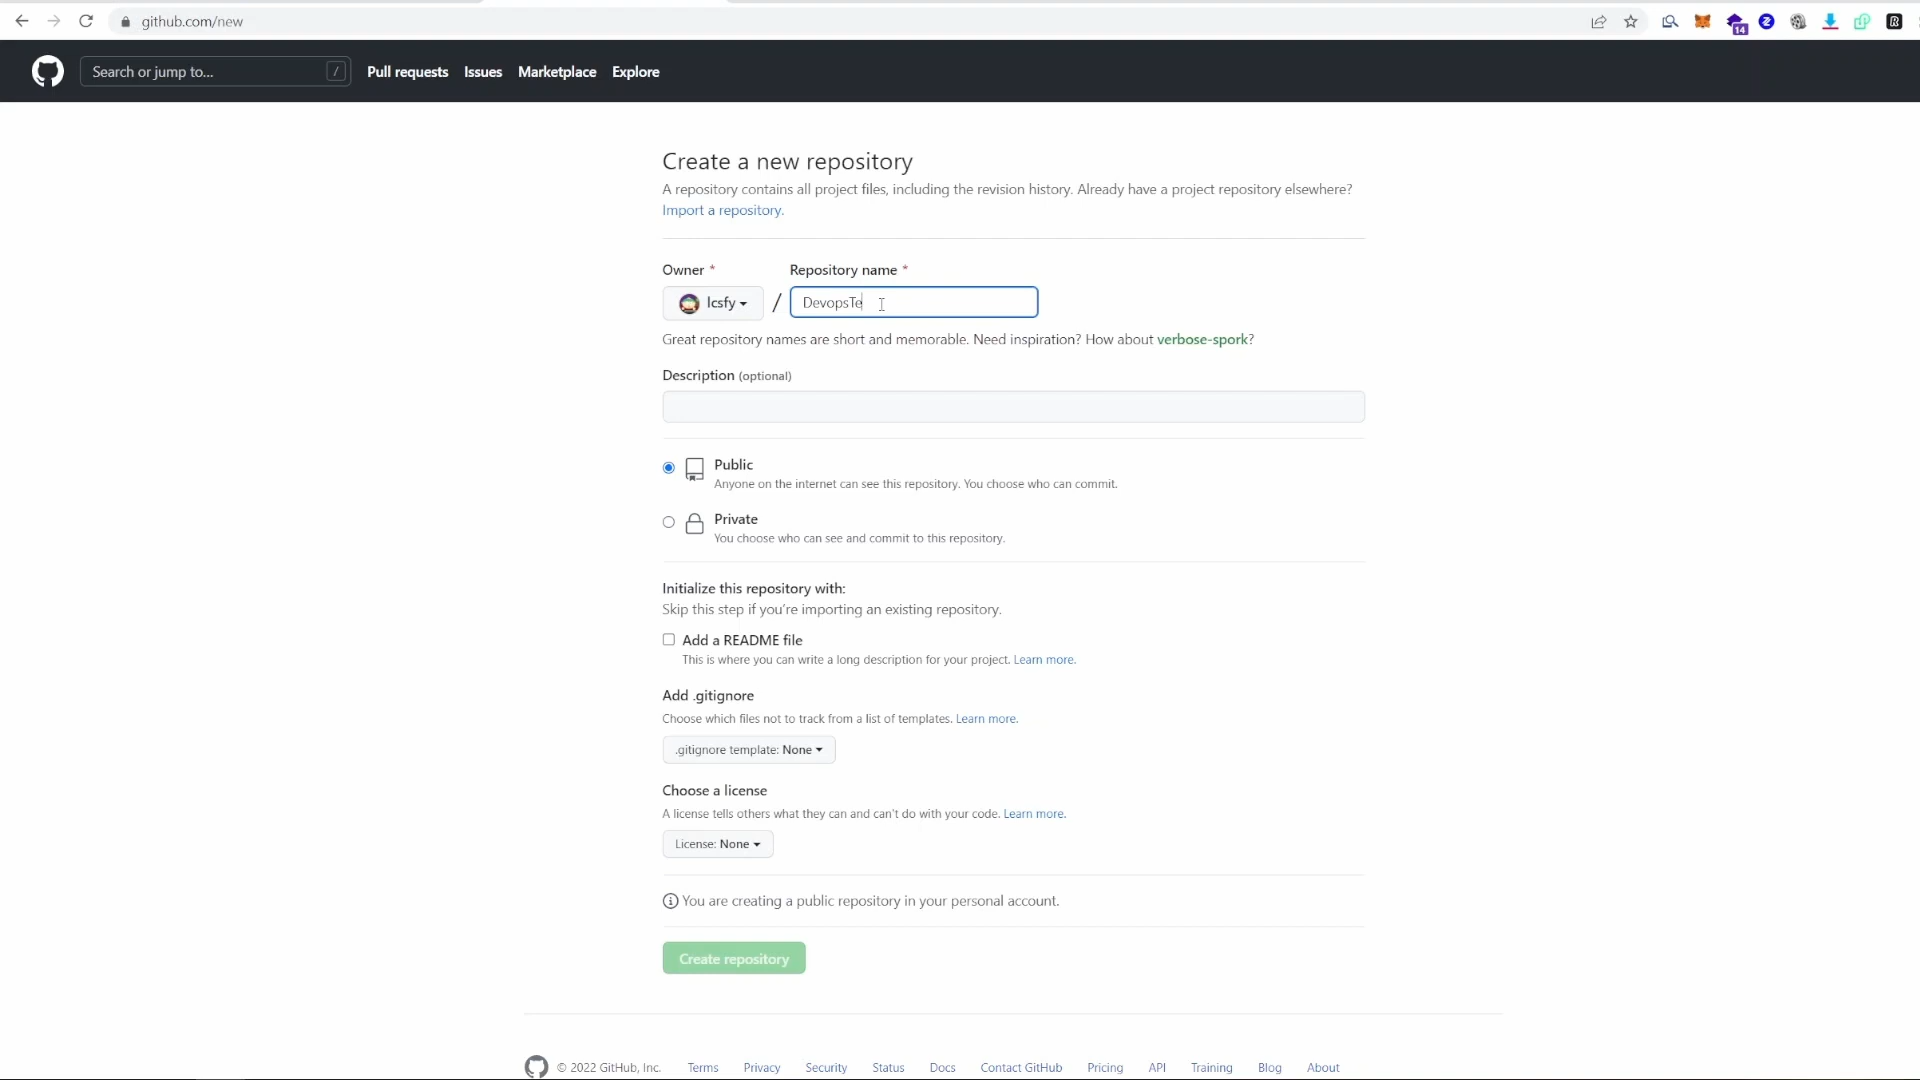 github.com/new
14
Search or jump to... / Pull requests Issues Marketplace Explore
Create a new repository
A repository contains all project files, including the revision history. Already have a project repository elsewhere?
Import a repository.
Owner * Repository name *
lcsfy / DevopsTe
Great repository names are short and memorable. Need inspiration? How about verbose-spork?
Description (optional)
Public
Anyone on the internet can see this repository. You choose who can commit.
Private
You choose who can see and commit to this repository.
Initialize this repository with:
Skip this step if you’re importing an existing repository.
Add a README file
This is where you can write a long description for your project. Learn more.
Add .gitignore
Choose which files not to track from a list of templates. Learn more.
.gitignore template: None
Choose a license
A license tells others what they can and can't do with your code. Learn more.
License: None
You are creating a public repository in your personal account.
Create repository
© 2022 GitHub, Inc. Terms Privacy Security Status Docs Contact GitHub Pricing API Training Blog About